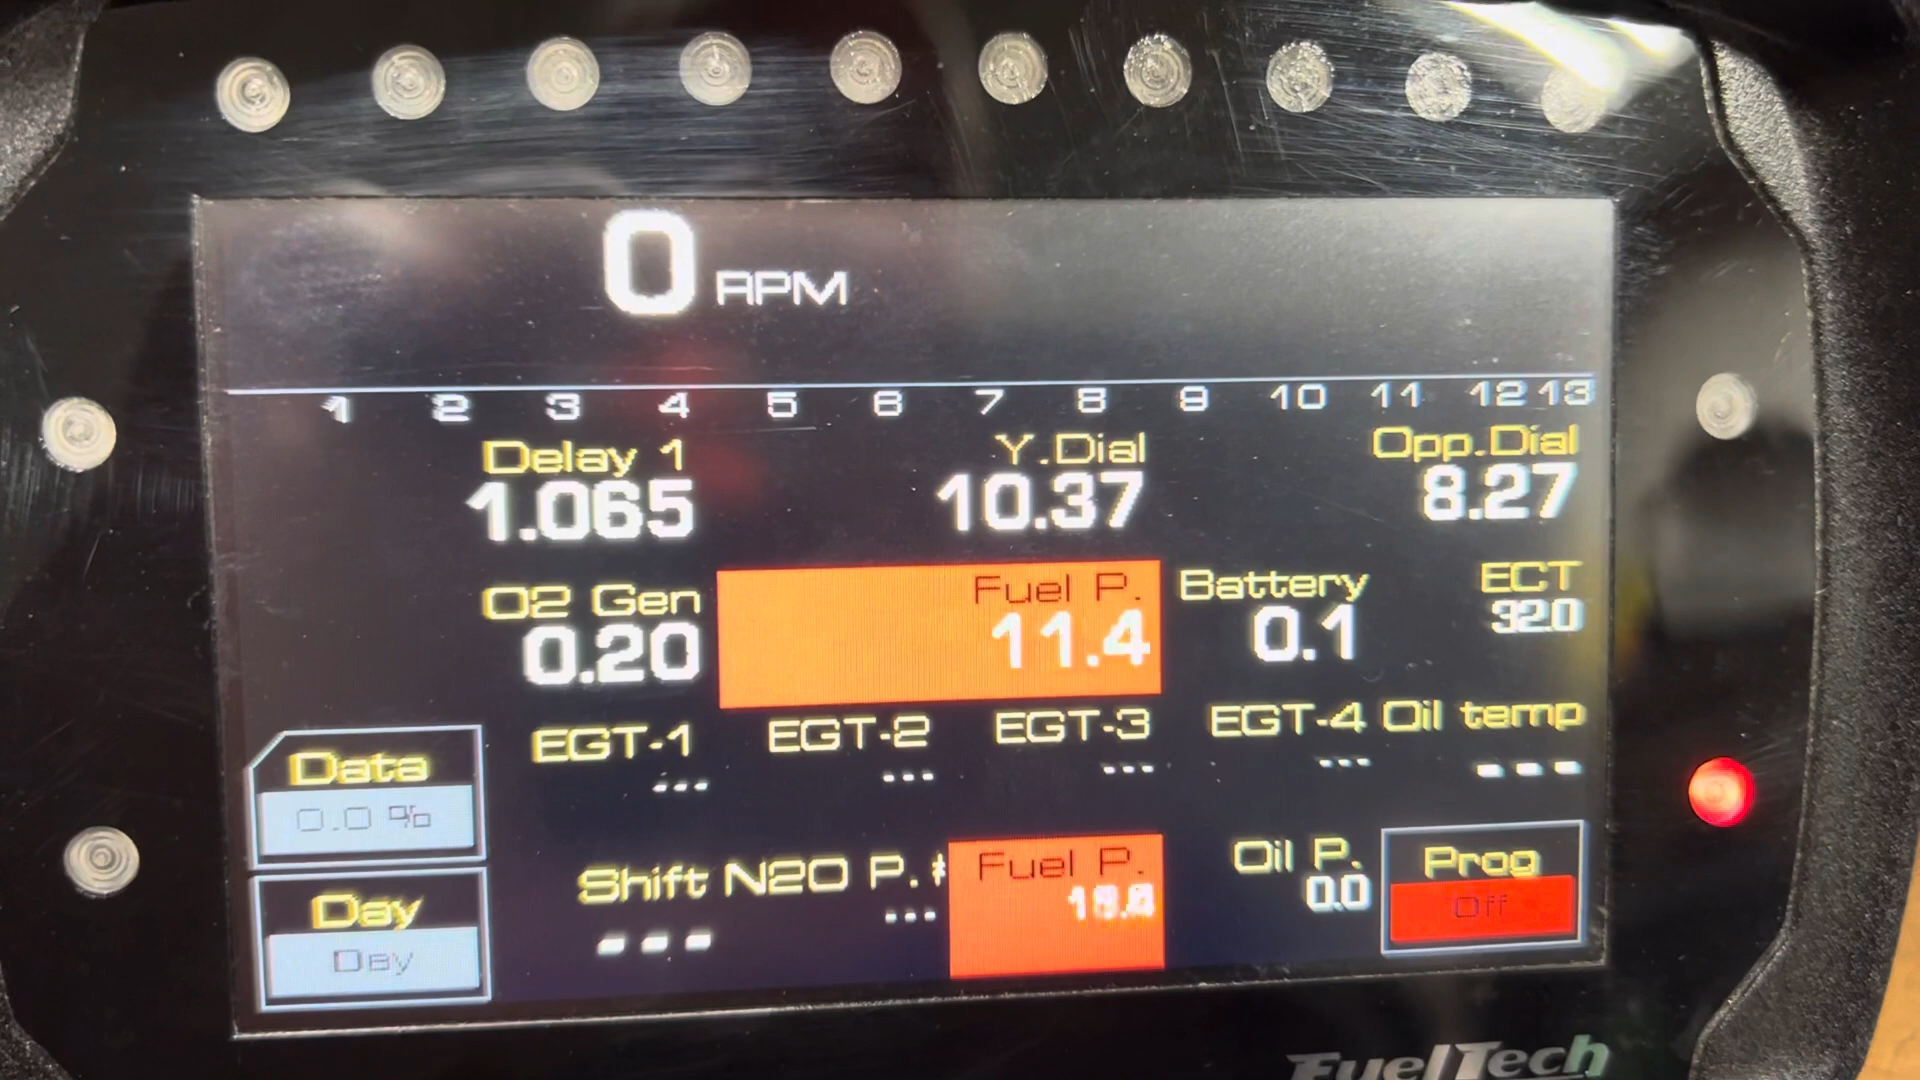 0 RPM
1 2 3 4 5 6 7 8 9 10 11 12 13
Delay 1 Y.Dial Opp.Dial
1.065 10.37 8.27
O2 Gen Fuel P. Battery ECT
0.20 11.4 0.1 32.0
EGT-1 EGT-2 EGT-3 EGT-4 Oil temp
--- --- --- --- ---
Data
0.0 %
Shift N2O P. Fuel P. Oil P. Prog
--- --- 0.0 Off
Day
Day
FuelTech